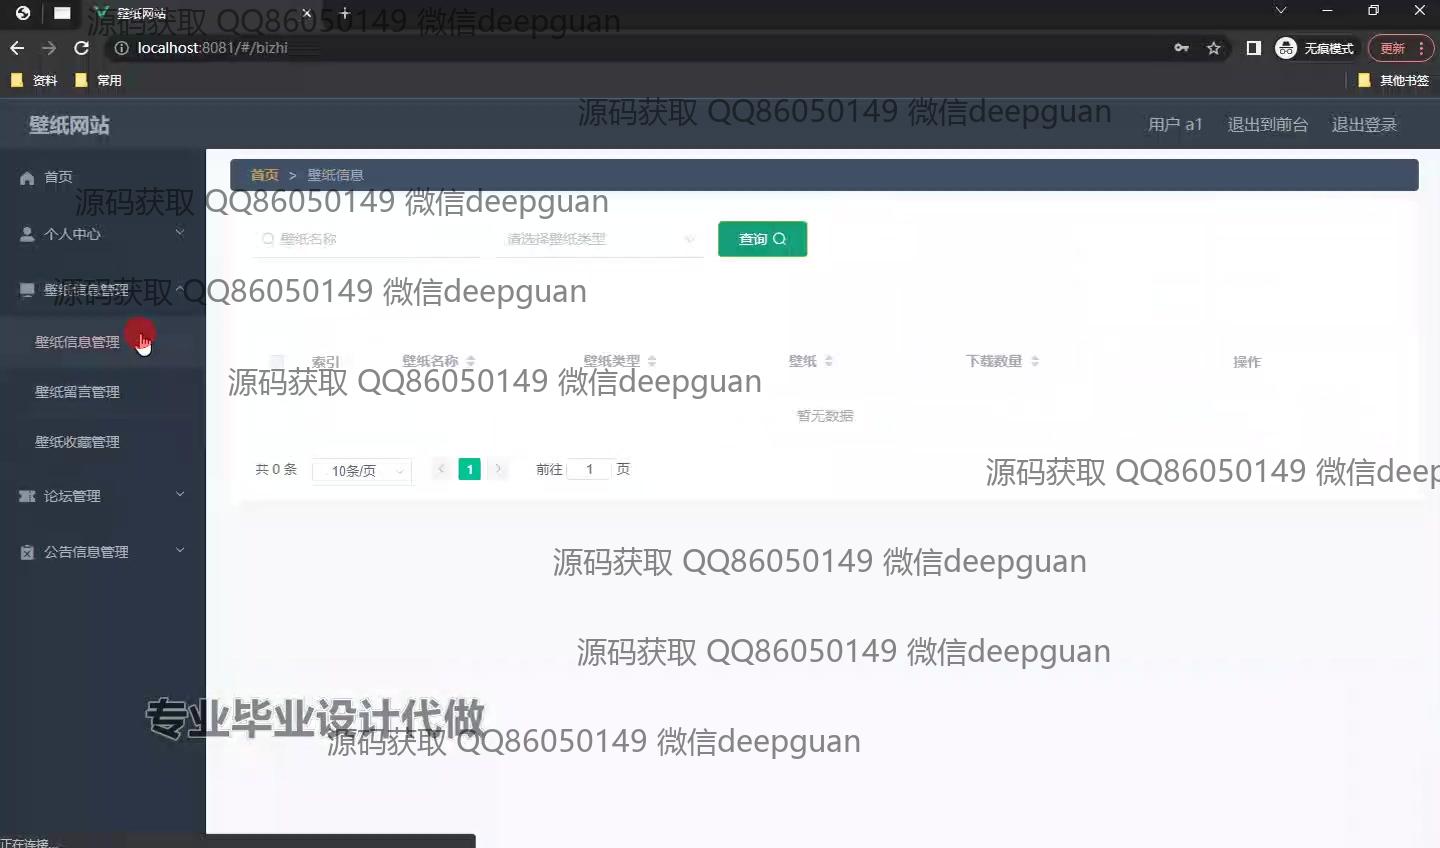 壁纸网站
源码获取 QQ86050149 微信deepguan
localhost:8081/#/bizhi
无痕模式
更新
资料
常用
其他书签
源码获取 QQ86050149 微信deepguan
壁纸网站
用户 a1
退出到前台
退出登录
首页
首页 > 壁纸信息
源码获取 QQ86050149 微信deepguan
个人中心
壁纸名称
请选择壁纸类型
查询
壁纸信息管理
源码获取 QQ86050149 微信deepguan
壁纸信息管理
索引
壁纸名称
壁纸类型
壁纸
下载数量
操作
源码获取 QQ86050149 微信deepguan
壁纸留言管理
暂无数据
壁纸收藏管理
共 0 条
10条/页
1
前往 1 页
源码获取 QQ86050149 微信deep
论坛管理
公告信息管理
源码获取 QQ86050149 微信deepguan
源码获取 QQ86050149 微信deepguan
专业毕业设计代做
源码获取 QQ86050149 微信deepguan
正在连接...